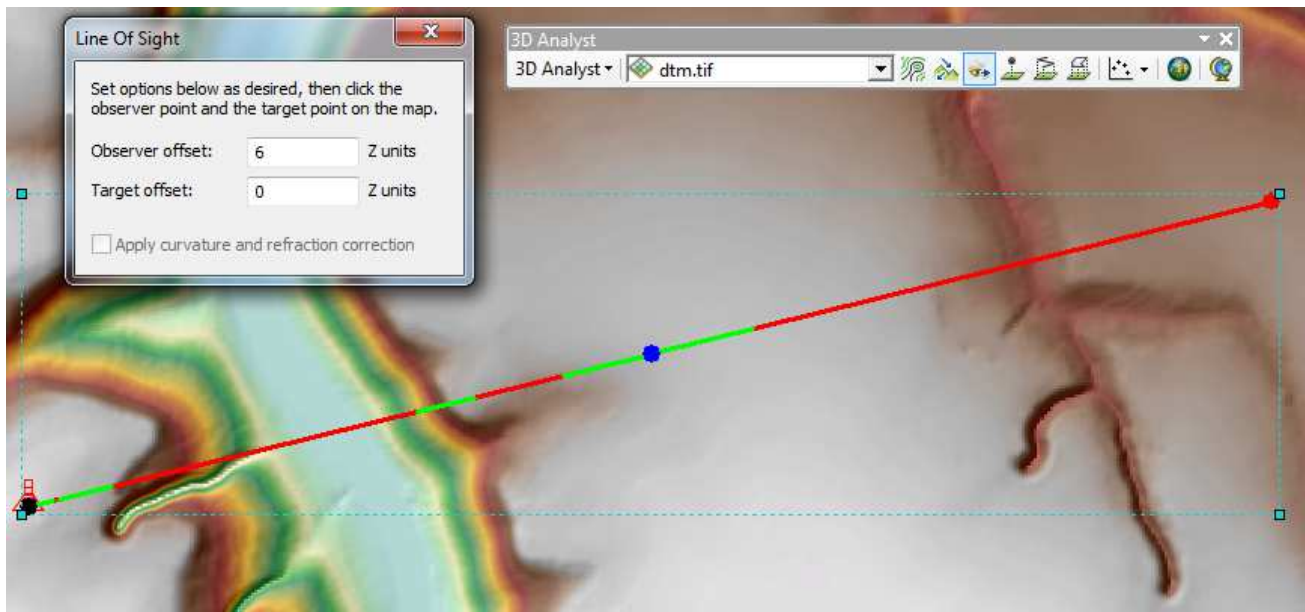 Line Of Sight
Set options below as desired, then click the
observer point and the target point on the map.
Observer offset: 6 Z units
Target offset: 0 Z units
Apply curvature and refraction correction
3D Analyst
3D Analyst dtm.tif